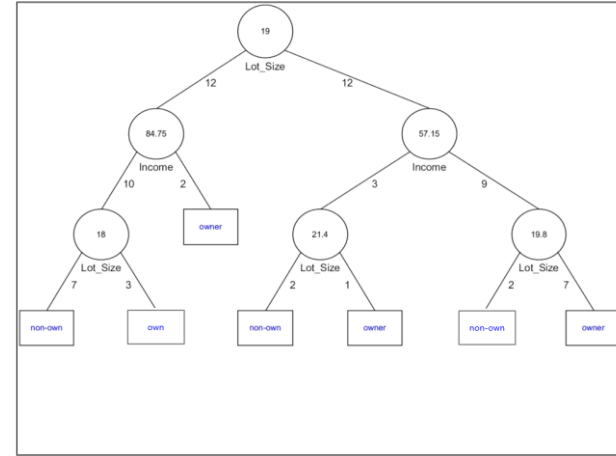 19
Lot_Size
12 12
84.75 57.15
Income Income
10 2 3 9
owner
18 21.4 19.8
Lot_Size Lot_Size Lot_Size
7 3 2 1 2 7
non-own own non-own owner non-own owner